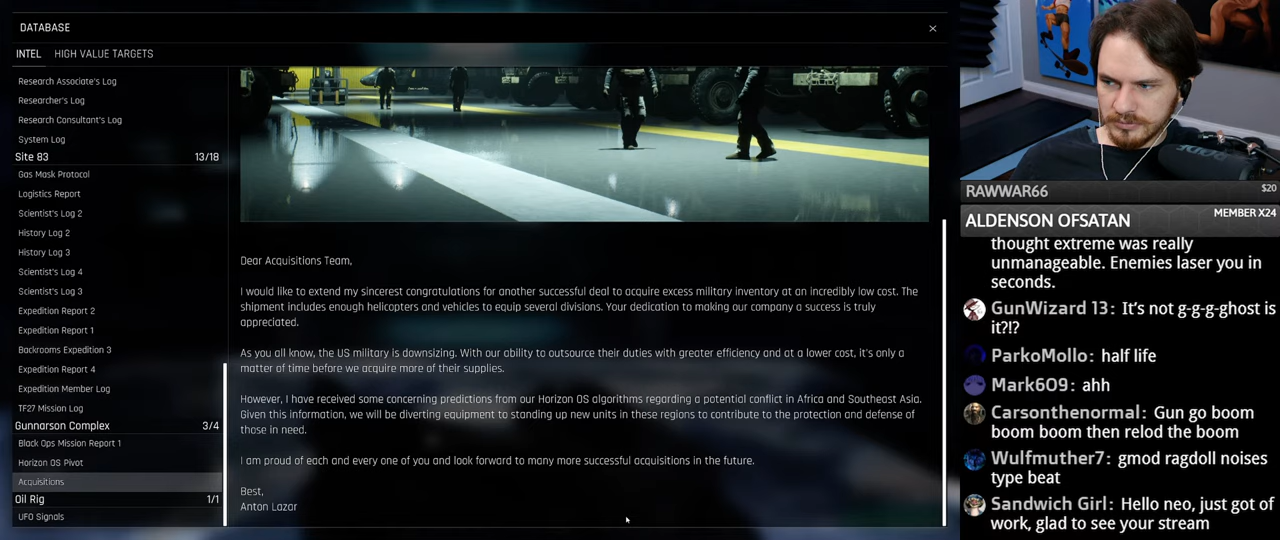 DATABASE
INTEL HIGH VALUE TARGETS
Research Associate's Log
Researcher's Log
Research Consultant's Log
System Log
Site 83 13/18
Gas Mask Protocol
Logistics Report
Scientist's Log 2
History Log 2
History Log 3
Scientist's Log 4
Scientist's Log 3
Expedition Report 2
Expedition Report 1
Backrooms Expedition 3
Expedition Report 4
Expedition Member Log
TF27 Mission Log
Gunnarson Complex 3/4
Black Ops Mission Report 1
Horizon OS Pivot
Acquisitions
Oil Rig 1/1
UFO Signals
Dear Acquisitions Team,
I would like to extend my sincerest congratulations for another successful deal to acquire excess military inventory at an incredibly low cost. The
shipment includes enough helicopters and vehicles to equip several divisions. Your dedication to making our company a success is truly
appreciated.
As you all know, the US military is downsizing. With our ability to outsource their duties with greater efficiency and at a lower cost, it's only a
matter of time before we acquire more of their supplies.
However, I have received some concerning predictions from our Horizon OS algorithms regarding a potential conflict in Africa and Southeast Asia.
Given this information, we will be diverting equipment to standing up new units in these regions to contribute to the protection and defense of
those in need.
I am proud of each and every one of you and look forward to many more successful acquisitions in the future.
Best,
Anton Lazar
RODE
RAWWAR66 $20
ALDENSON OFSATAN MEMBER X24
thought extreme was really
unmanageable. Enemies laser you in
seconds.
GunWizard 13: It's not g-g-g-ghost is
it?!?
ParkoMollo: half life
Mark609: ahh
Carsonthenormal: Gun go boom
boom boom then relod the boom
Wulfmuther7: gmod ragdoll noises
type beat
Sandwich Girl: Hello neo, just got of
work, glad to see your stream